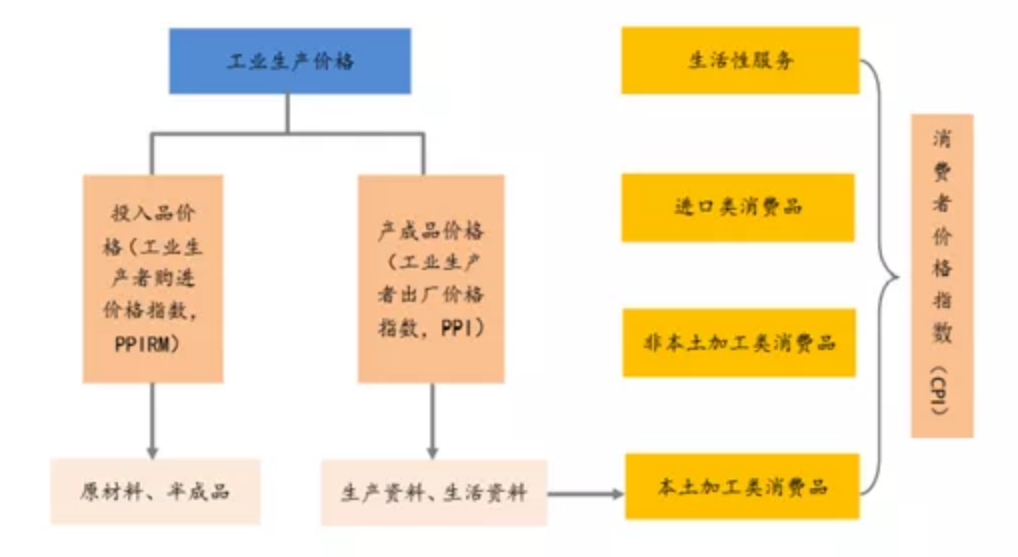 工业生产价格
投入品价
格(工业生
产者购进
价格指数,
PPIRM)
产成品价格
(工业生产
者出厂价格
指数, PPI)
原材料、半成品
生产资料、生活资料
生活性服务
进口类消费品
非本土加工类消费品
本土加工类消费品
消费者价格指数(CPI)